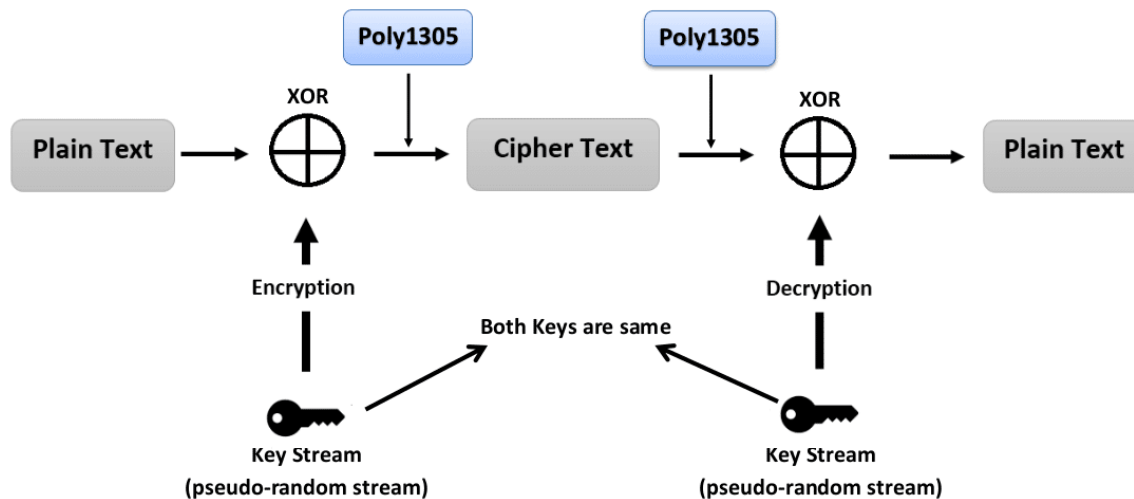 Poly1305
Poly1305
XOR
XOR
Plain Text
Cipher Text
Plain Text
Encryption
Decryption
Both Keys are same
Key Stream
(pseudo-random stream)
Key Stream
(pseudo-random stream)